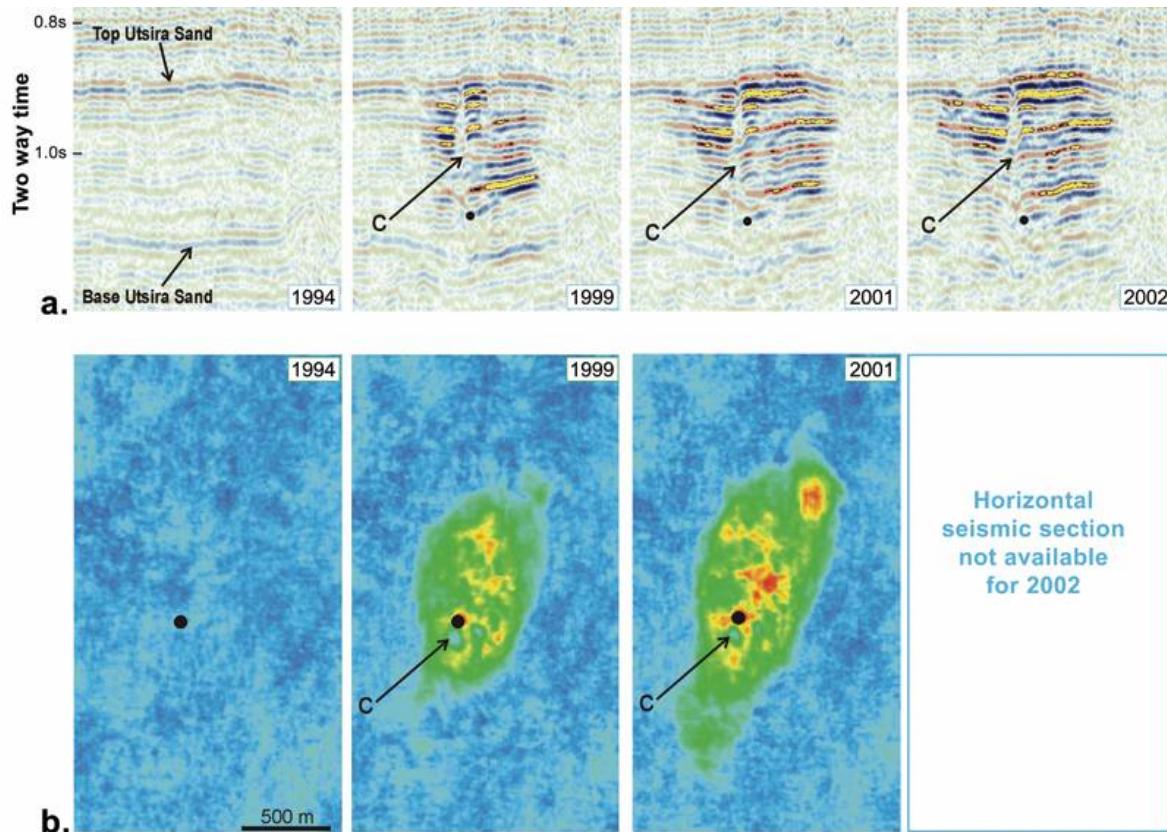 0.8s
Top Utsira Sand
Two way time
1.0s
C
C
C
Base Utsira Sand
a.
1994
1999
2001
2002
1994
1999
2001
Horizontal
seismic section
not available
for 2002
C
C
500 m
b.